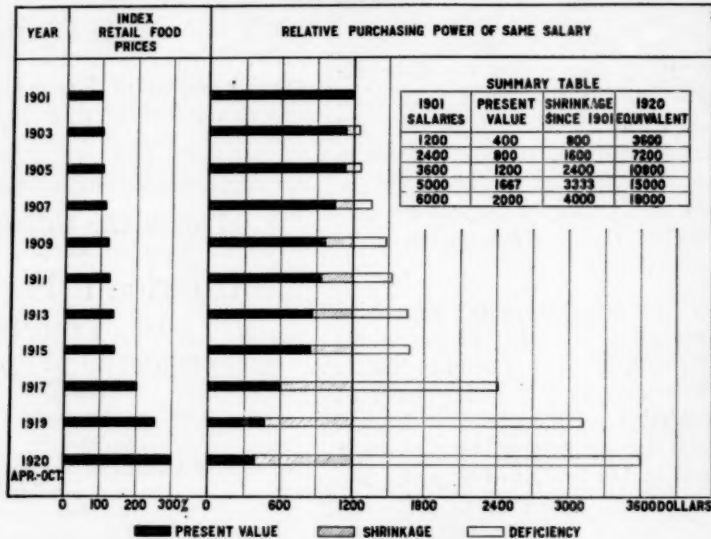 YEAR
INDEX
RETAIL FOOD
PRICES
RELATIVE PURCHASING POWER OF SAME SALARY
SUMMARY TABLE
1901 SALARIES PRESENT VALUE SHRINKAGE SINCE 1901 1920 EQUIVALENT
1200 400 800 3600
2400 800 1600 7200
3600 1200 2400 10800
5000 1667 3333 15000
6000 2000 4000 18000
1901
1903
1905
1907
1909
1911
1913
1915
1917
1919
1920
APR.-OCT.
0 100 200 300% 0 600 1200 1800 2400 3000 3600 DOLLARS
PRESENT VALUE SHRINKAGE DEFICIENCY